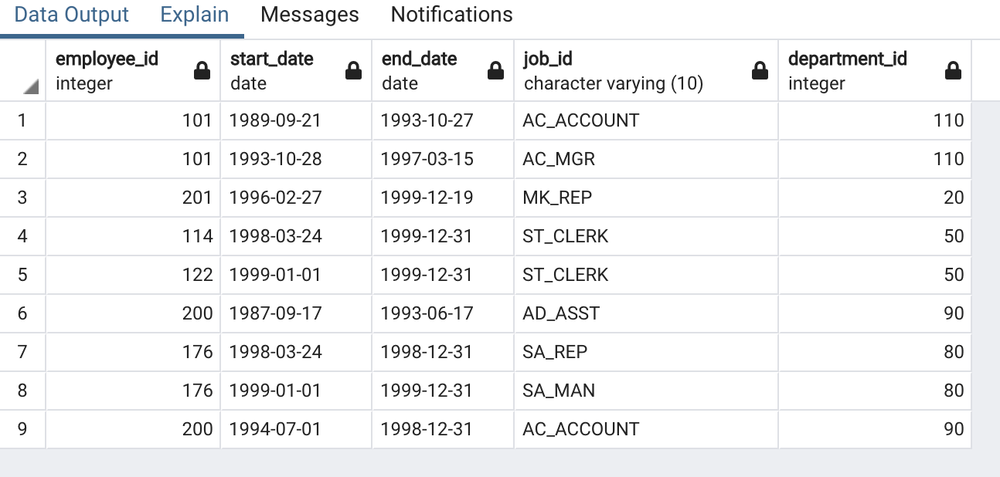 Data Output Explain Messages Notifications
employee_id start_date end_date job_id department_id
integer date date character varying (10) integer
1 101 1989-09-21 1993-10-27 AC_ACCOUNT 110
2 101 1993-10-28 1997-03-15 AC_MGR 110
3 201 1996-02-27 1999-12-19 MK_REP 20
4 114 1998-03-24 1999-12-31 ST_CLERK 50
5 122 1999-01-01 1999-12-31 ST_CLERK 50
6 200 1987-09-17 1993-06-17 AD_ASST 90
7 176 1998-03-24 1998-12-31 SA_REP 80
8 176 1999-01-01 1999-12-31 SA_MAN 80
9 200 1994-07-01 1998-12-31 AC_ACCOUNT 90